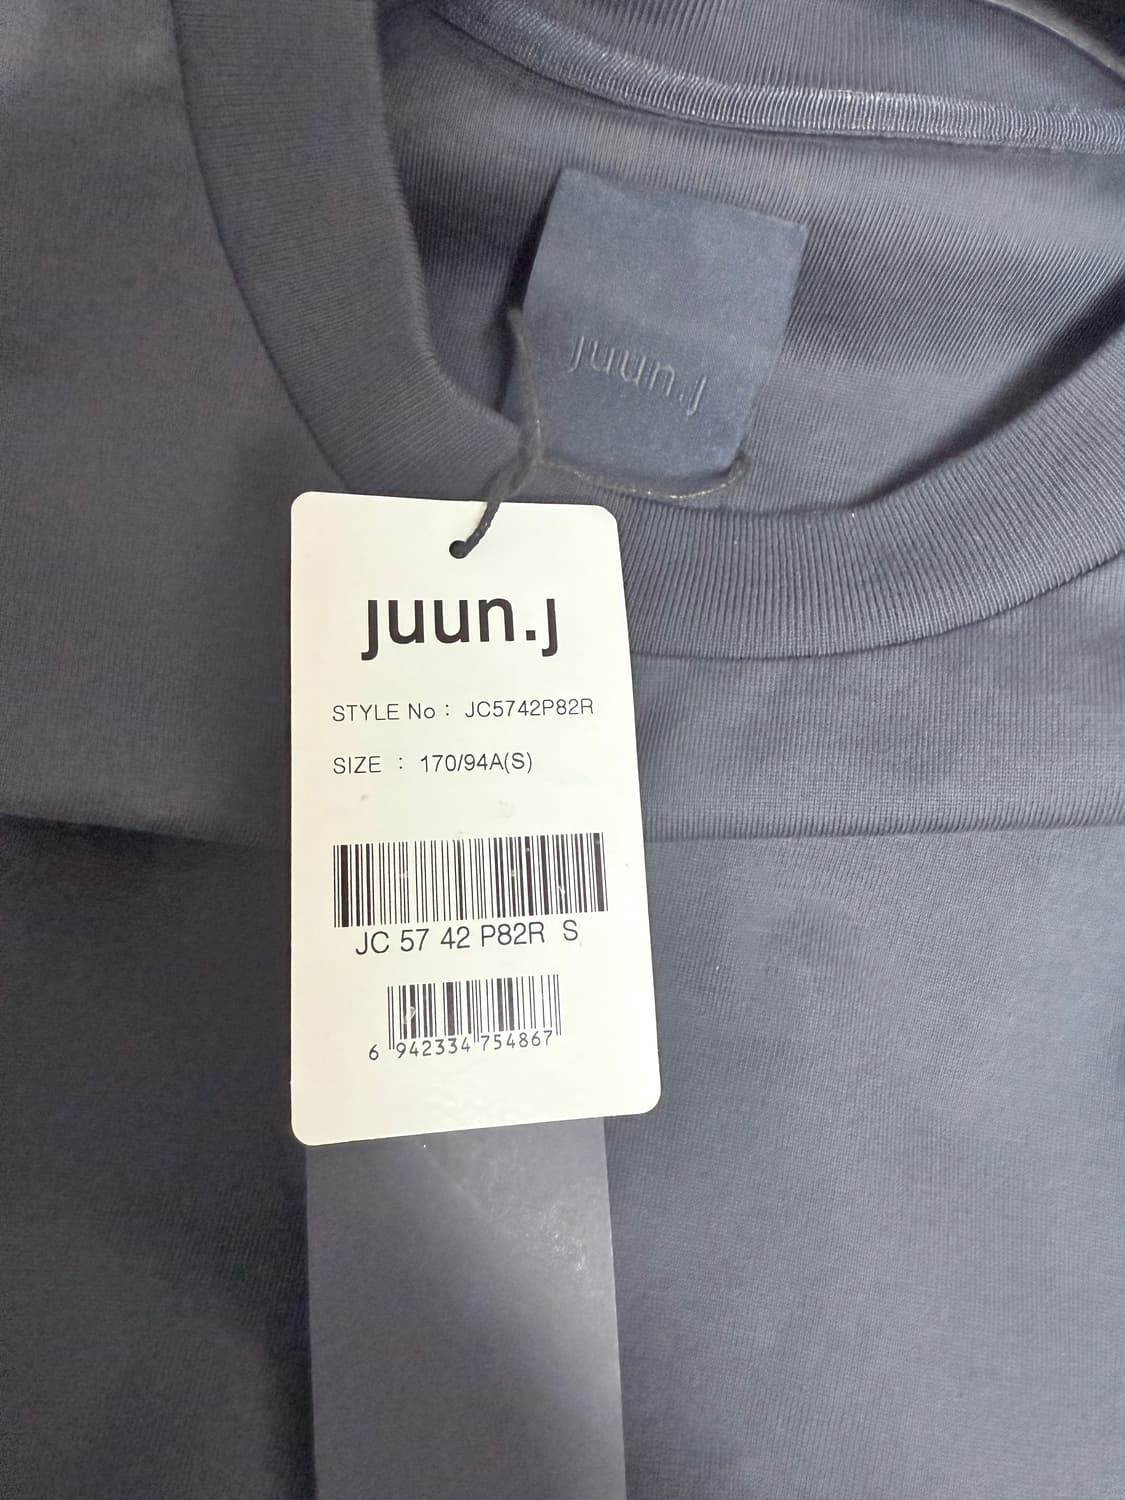 juun.j
juun.j
STYLE No : JC5742P82R
SIZE : 170/94A(S)
JC 57 42 P82R S
6 942334 754867